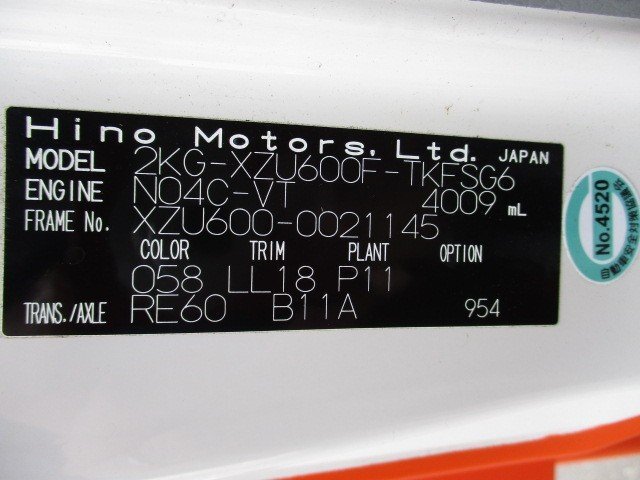 Hino Motors, Ltd. JAPAN
MODEL 2KG-XZU600F-TKFSG6
ENGINE N04C-VT 4009 mL
FRAME No. XZU600-0021145
COLOR TRIM PLANT OPTION
058 LL18 P11
TRANS./AXLE RE60 B11A 954
No.4520